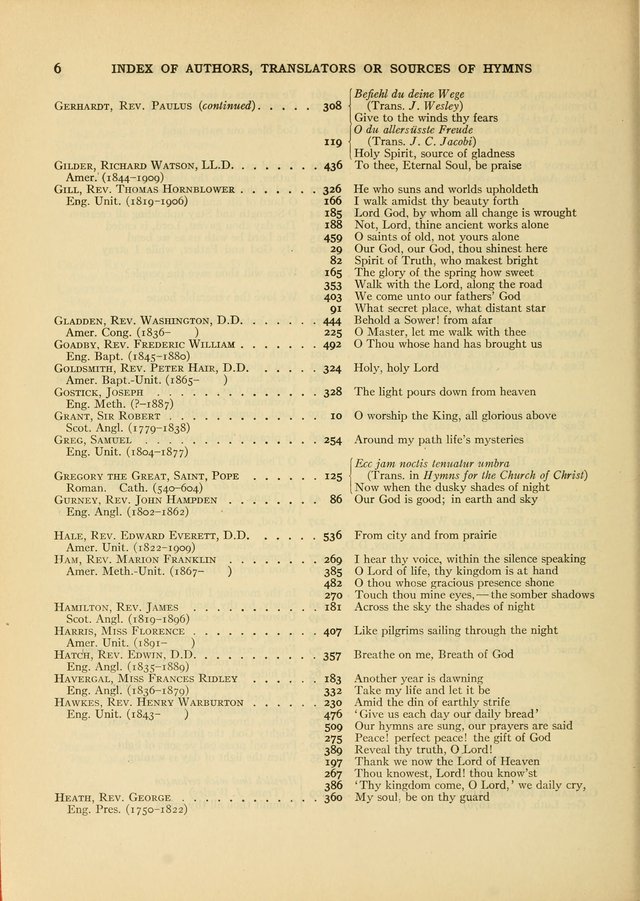 6 INDEX OF AUTHORS, TRANSLATORS OR SOURCES OF HYMNS
Befiehl du deine Wege
GERHARDT, REV. PAULUS (continued) . . . . . 308 (Trans. J. Wesley)
Give to the winds thy fears
O du allersüsste Freude
119 (Trans. J. C. Jacobi)
Holy Spirit, source of gladness
GILDER, RICHARD WATSON, LL.D. . . . . . . . 436 To thee, Eternal Soul, be praise
Amer. (1844-1909)
GILL, REV. THOMAS HORNBLOWER . . . . . . . 326 He who suns and worlds upholdeth
Eng. Unit. (1819-1906) 166 I walk amidst thy beauty forth
185 Lord God, by whom all change is wrought
188 Not, Lord, thine ancient works alone
459 O saints of old, not yours alone
29 Our God, our God, thou shinest here
82 Spirit of Truth, who makest bright
165 The glory of the spring how sweet
353 Walk with the Lord, along the road
403 We come unto our fathers' God
91 What secret place, what distant star
GLADDEN, REV. WASHINGTON, D.D. . . . . . . 444 Behold a Sower! from afar
Amer. Cong. (1836- ) 225 O Master, let me walk with thee
GOADBY, REV. FREDERIC WILLIAM . . . . . . . 492 O Thou whose hand has brought us
Eng. Bapt. (1845-1880)
GOLDSMITH, REV. PETER HAIR, D.D. . . . . . 324 Holy, holy Lord
Amer. Bapt.-Unit. (1865- )
GOSTICK, JOSEPH . . . . . . . . . . . . . 328 The light pours down from heaven
Eng. Meth. (?-1887)
GRANT, SIR ROBERT . . . . . . . . . . . . 10 O worship the King, all glorious above
Scot. Angl. (1779-1838)
GREG, SAMUEL . . . . . . . . . . . . . . 254 Around my path life's mysteries
Eng. Unit. (1804-1877)
Ecc jam noctis tenuatur umbra
GREGORY THE GREAT, SAINT, POPE . . . . . . 125 (Trans. in Hymns for the Church of Christ)
Roman. Cath. (540-604) Now when the dusky shades of night
GURNEY, REV. JOHN HAMPDEN . . . . . . . . 86 Our God is good; in earth and sky
Eng. Angl. (1802-1862)
HALE, REV. EDWARD EVERETT, D.D. . . . . . 536 From city and from prairie
Amer. Unit. (1822-1909)
HAM, REV. MARION FRANKLIN . . . . . . . . 269 I hear thy voice, within the silence speaking
Amer. Meth.-Unit. (1867- ) 385 O Lord of life, thy kingdom is at hand
482 O thou whose gracious presence shone
270 Touch thou mine eyes,—the somber shadows
HAMILTON, REV. JAMES . . . . . . . . . . 181 Across the sky the shades of night
Scot. Angl. (1819-1896)
HARRIS, MISS FLORENCE . . . . . . . . . . 407 Like pilgrims sailing through the night
Amer. Unit. (1891- )
HATCH, REV. EDWIN, D.D. . . . . . . . . . 357 Breathe on me, Breath of God
Eng. Angl. (1835-1889)
HAVERGAL, MISS FRANCES RIDLEY . . . . . . 183 Another year is dawning
Eng. Angl. (1836-1879) 332 Take my life and let it be
HAWKES, REV. HENRY WARBURTON . . . . . . 230 Amid the din of earthly strife
Eng. Unit. (1843- ) 476 'Give us each day our daily bread'
509 Our hymns are sung, our prayers are said
275 Peace! perfect peace! the gift of God
389 Reveal thy truth, O Lord!
197 Thank we now the Lord of Heaven
267 Thou knowest, Lord! thou know'st
386 'Thy kingdom come, O Lord,' we daily cry,
HEATH, REV. GEORGE . . . . . . . . . . . 360 My soul, be on thy guard
Eng. Pres. (1750-1822)